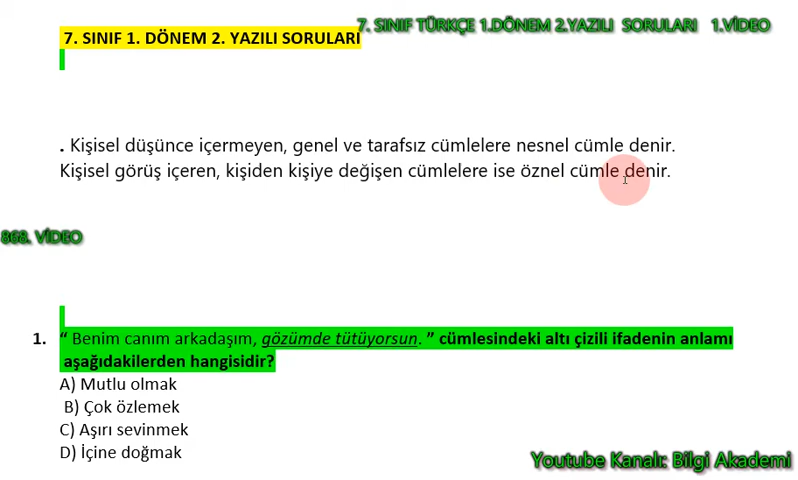 7. SINIF 1. DÖNEM 2. YAZILI SORULARI
7. SINIF TÜRKÇE 1.DÖNEM 2.YAZILI SORULARI 1.VİDEO
. Kişisel düşünce içermeyen, genel ve tarafsız cümlelere nesnel cümle denir.
Kişisel görüş içeren, kişiden kişiye değişen cümlelere ise öznel cümle denir.
868. VİDEO
1. “ Benim canım arkadaşım, gözümde tütüyorsun. ” cümlesindeki altı çizili ifadenin anlamı
aşağıdakilerden hangisidir?
A) Mutlu olmak
B) Çok özlemek
C) Aşırı sevinmek
D) İçine doğmak
Youtube Kanalı: Bilgi Akademi